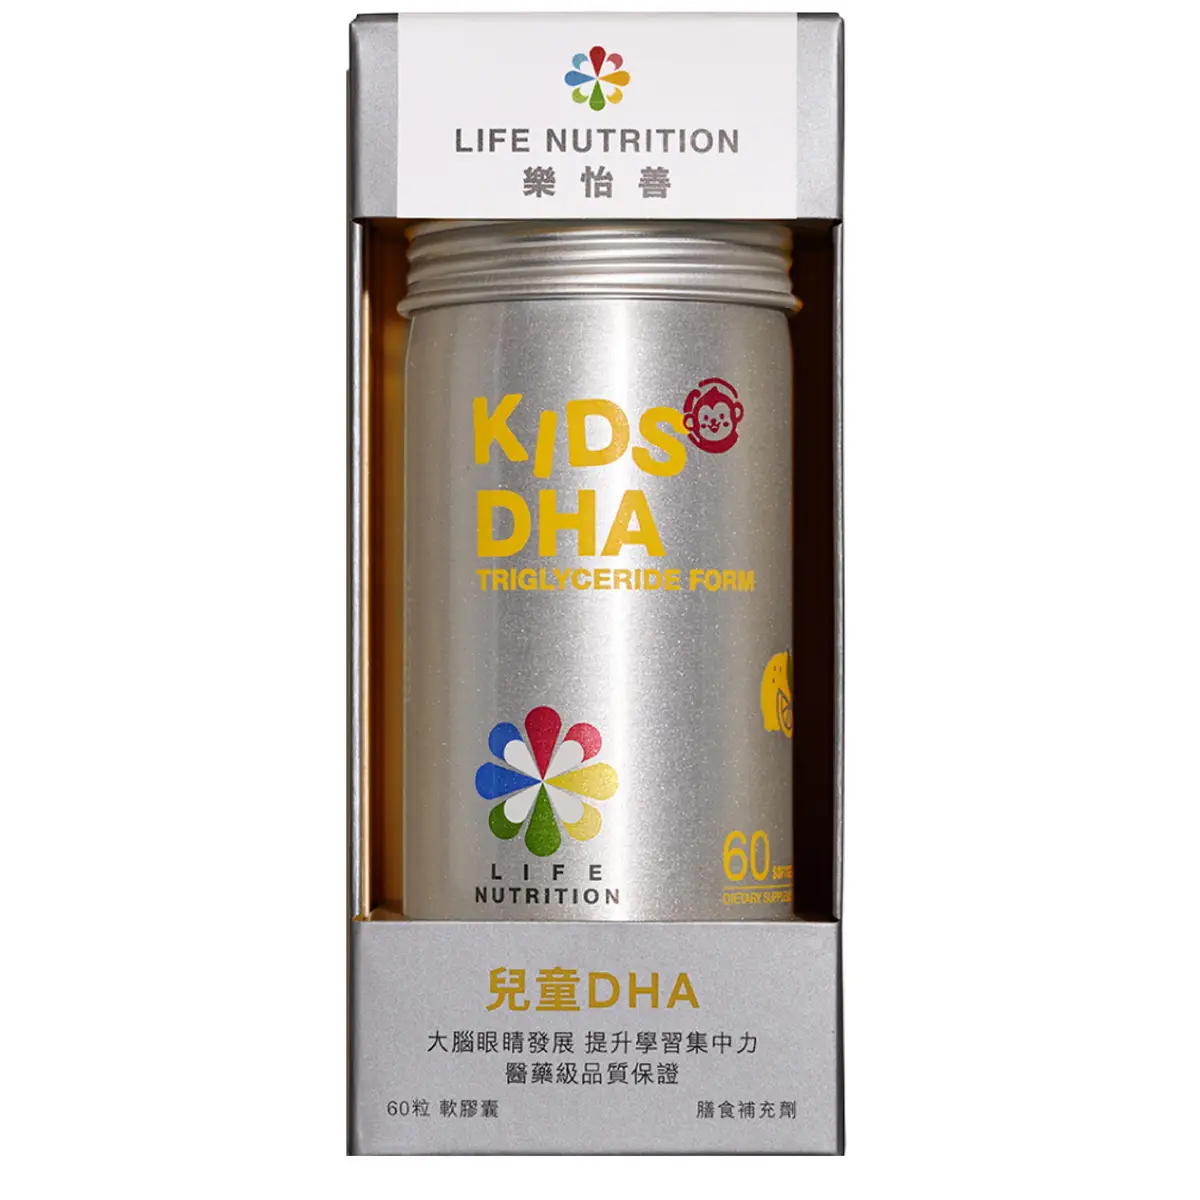 LIFE NUTRITION
樂怡善
KIDS
DHA
TRIGLYCERIDE FORM
60
DIETARY
LIFE
NUTRITION
兒童DHA
大腦眼睛發展 提升學習集中力
醫藥級品質保證
60粒 軟膠囊
膳食補充劑